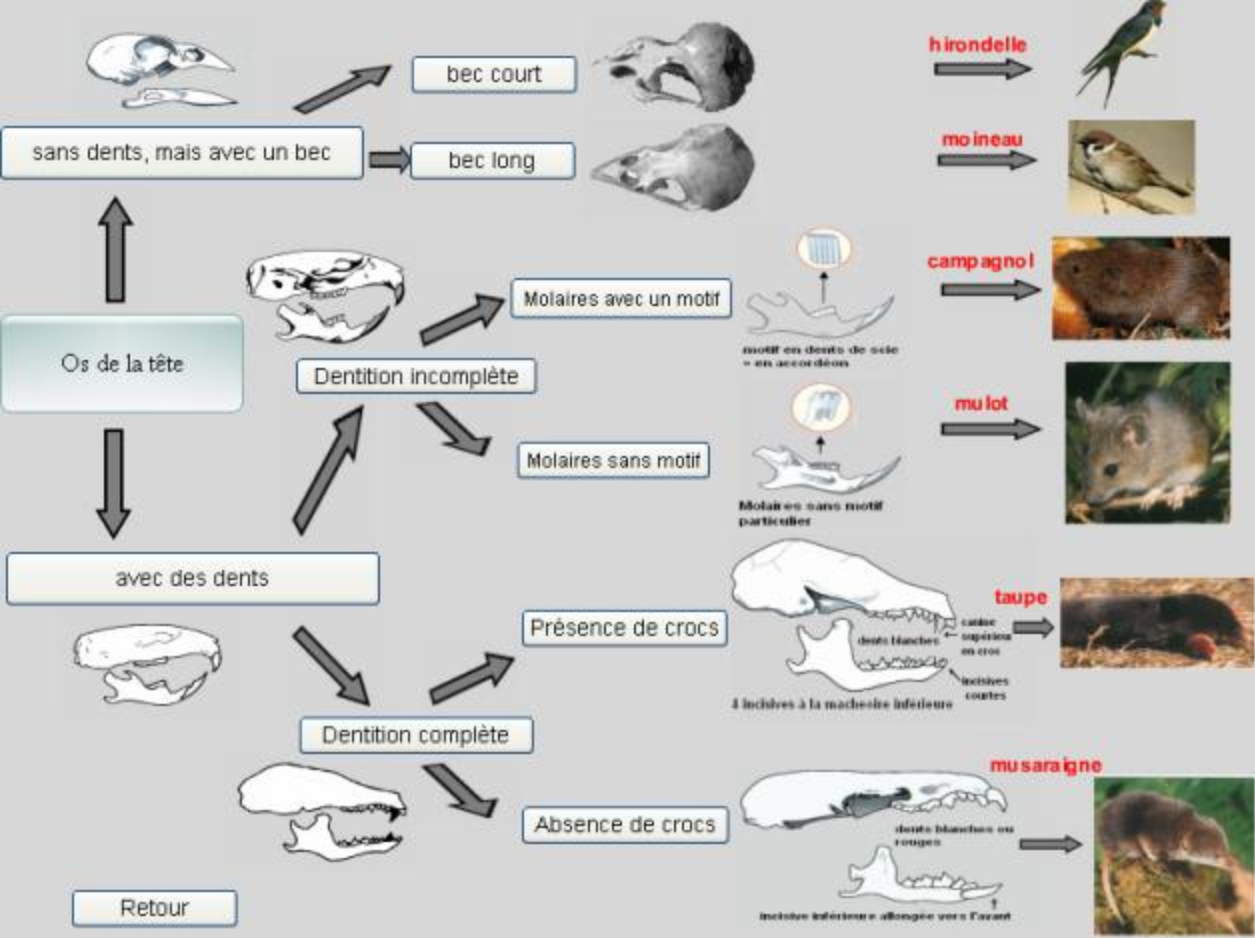 hirondelle
bec court
sans dents, mais avec un bec
bec long
moineau
campagnol
Molaires avec un motif
motif en dents de scie
= en accordéon
Os de la tête
Dentition incomplète
mulot
Molaires sans motif
Molaires sans motif
particulier
avec des dents
Présence de crocs
taupe
canine
supérieur
en croc
dents blanches
incisives
courtes
incisives à la machoire inférieure
Dentition complète
musaraigne
Absence de crocs
dents blanches ou
rouges
incisive inférieure allongée vers l'avant
Retour